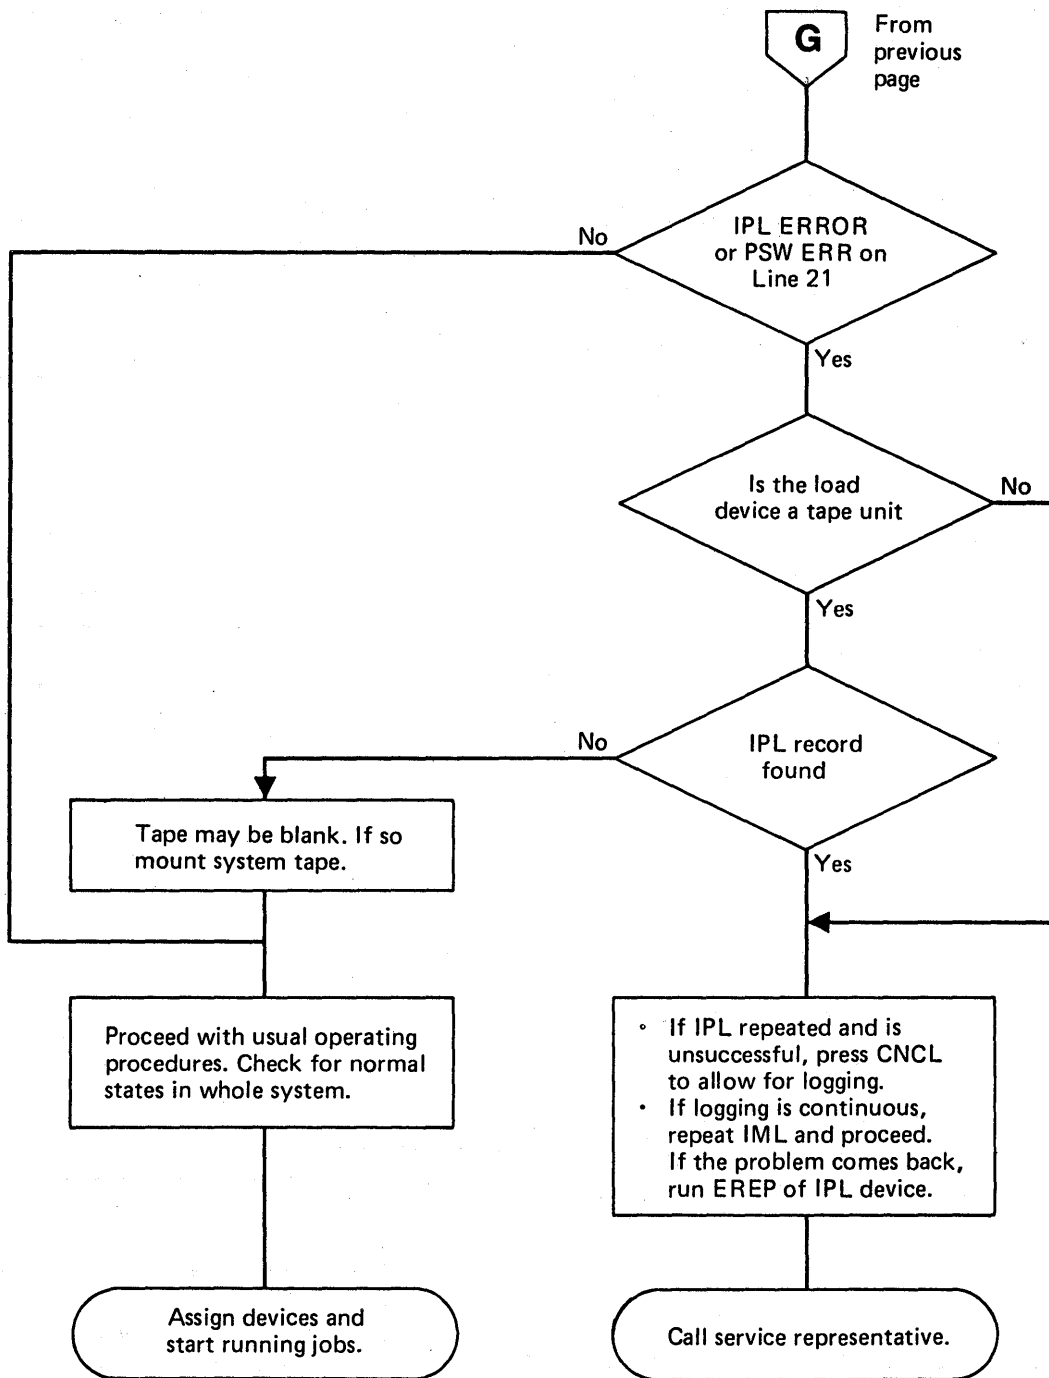 G
From
previous
page
IPL ERROR
or PSW ERR on
Line 21
No
Yes
Is the load
device a tape unit
No
Yes
IPL record
found
No
Yes
Tape may be blank. If so
mount system tape.
Proceed with usual operating
procedures. Check for normal
states in whole system.
• If IPL repeated and is
unsuccessful, press CNCL
to allow for logging.
• If logging is continuous,
repeat IML and proceed.
If the problem comes back,
run EREP of IPL device.
Assign devices and
start running jobs.
Call service representative.